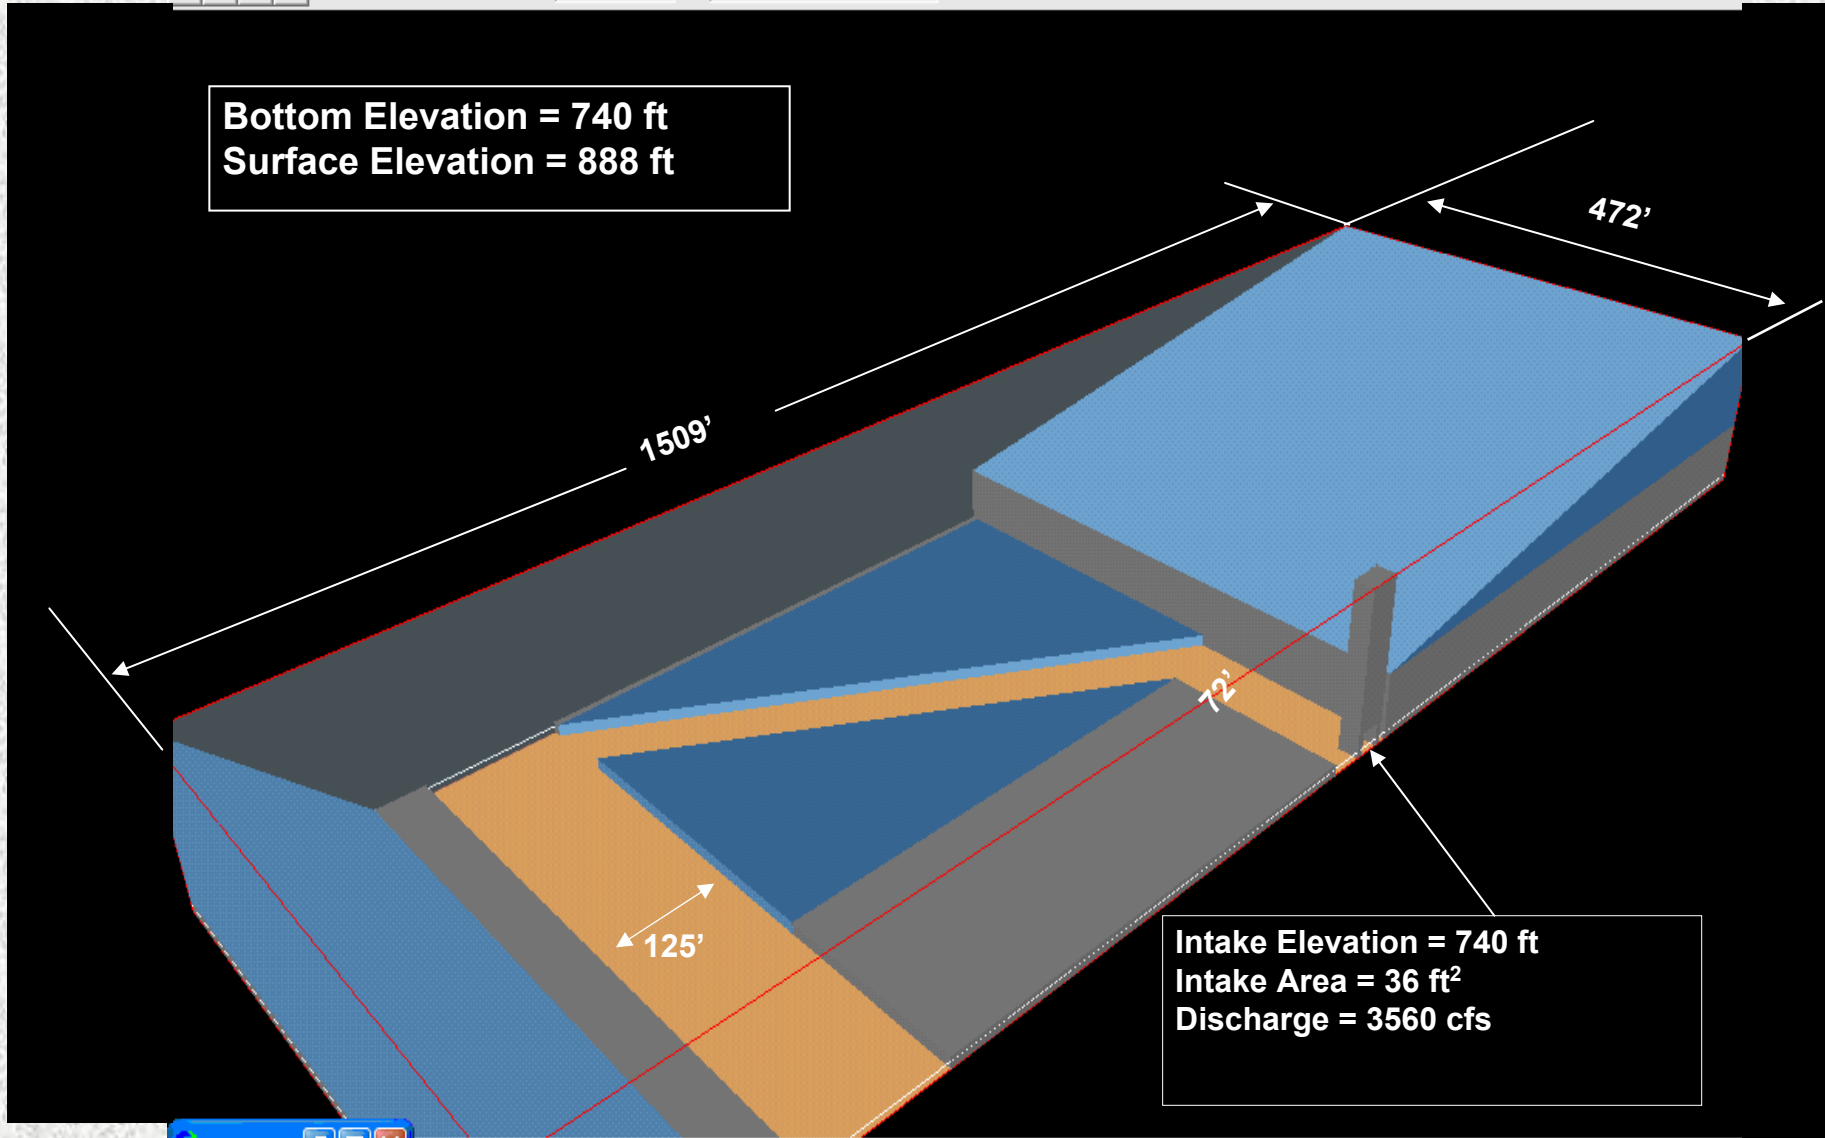 Bottom Elevation = 740 ft
Surface Elevation = 888 ft
472’
1509’
72’
125’
Intake Elevation = 740 ft
Intake Area = 36 ft²
Discharge = 3560 cfs